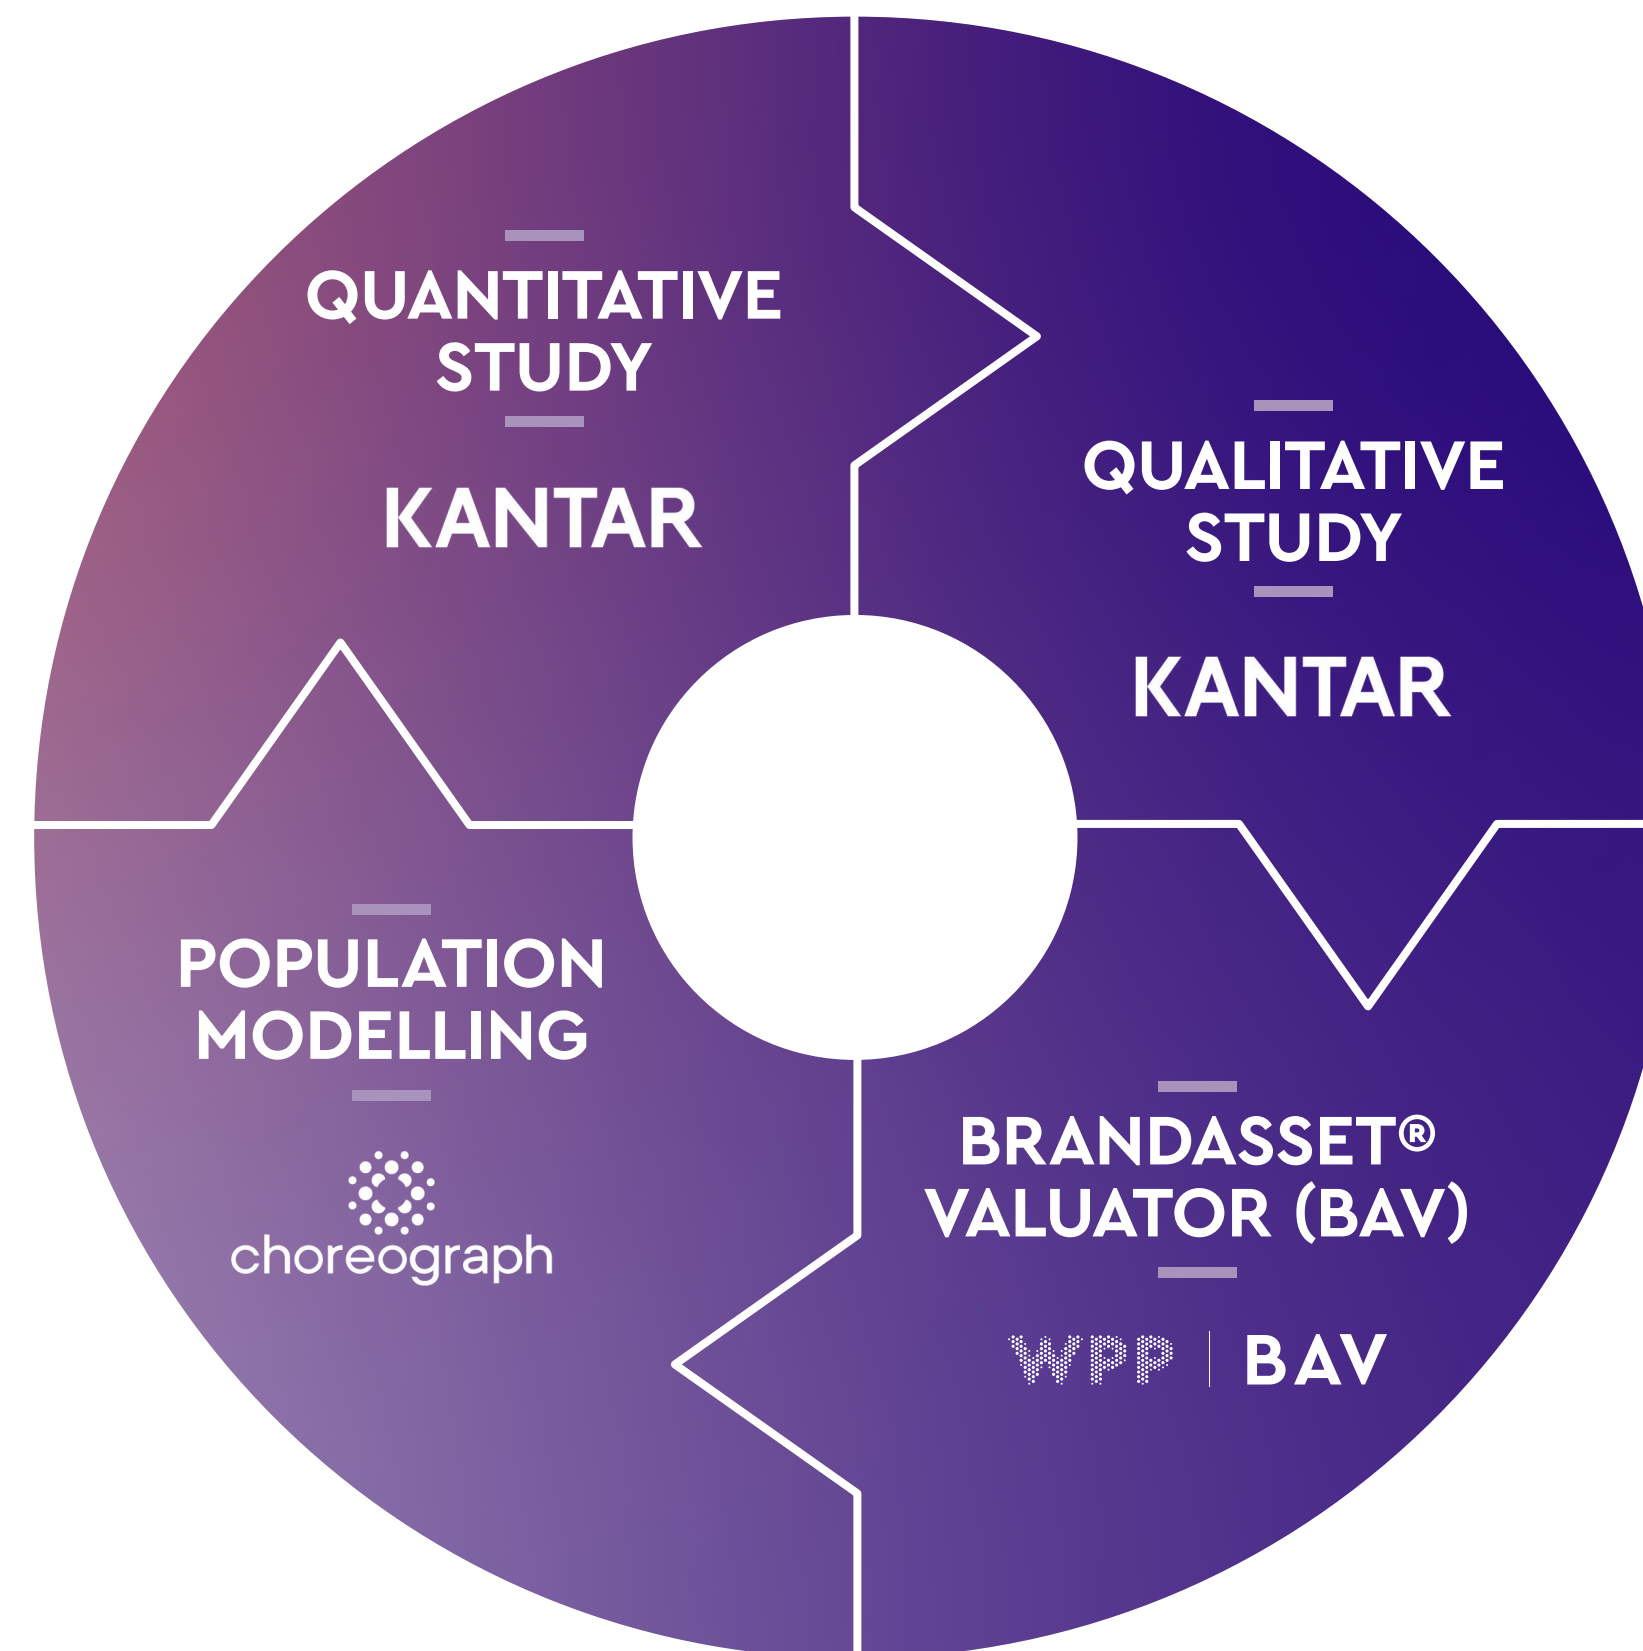 QUANTITATIVE
STUDY
KANTAR
QUALITATIVE
STUDY
KANTAR
POPULATION
MODELLING
choreograph
BRANDASSET®
VALUATOR (BAV)
WPP | BAV